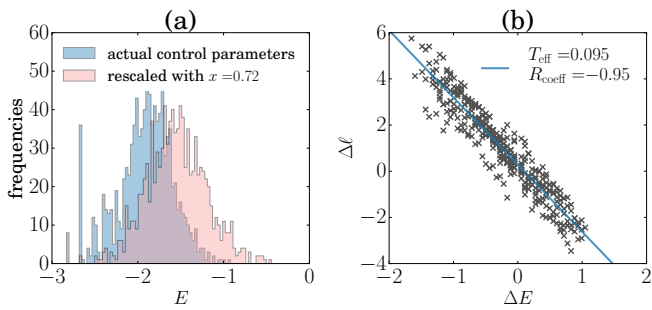 (a)
(b)
frequencies
60
50
40
30
20
10
0
actual control parameters
rescaled with x =0.72
−3
−2
−1
0
E
Δℓ
6
4
2
0
−2
−4
T_eff =0.095
R_coeff =−0.95
−2
−1
0
1
2
ΔE